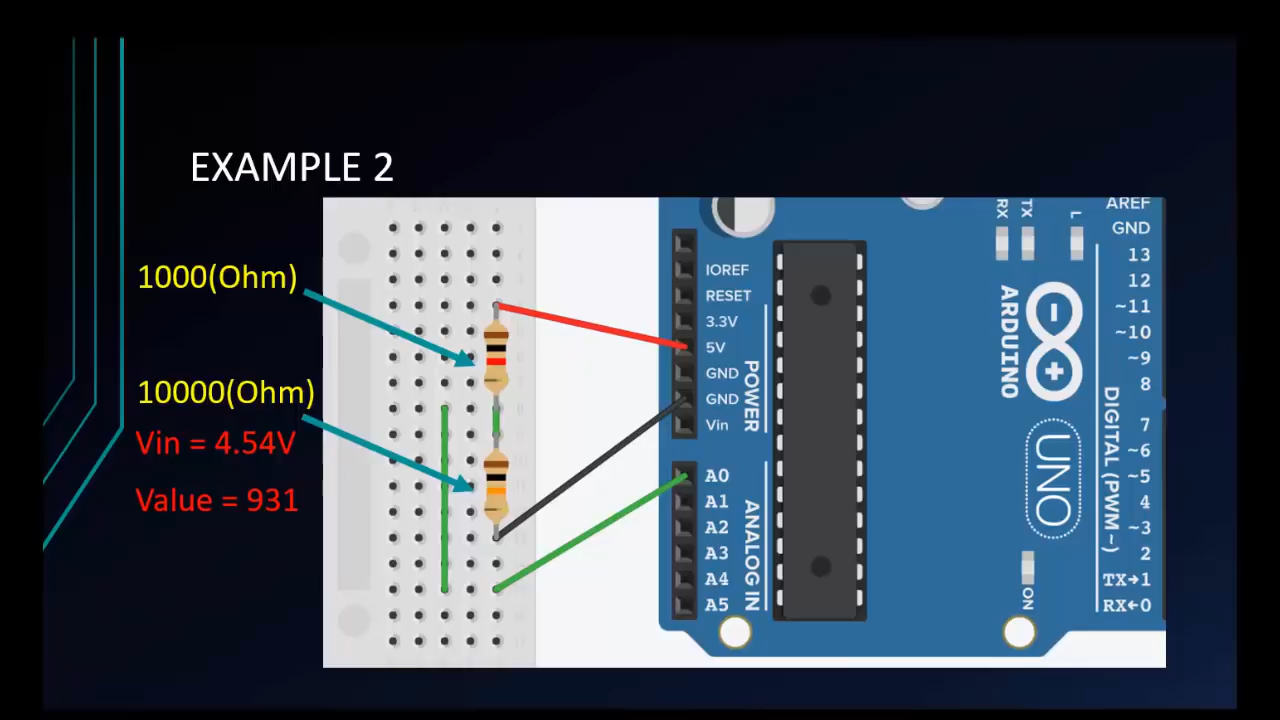 EXAMPLE 2
1000(Ohm)
10000(Ohm)
Vin = 4.54V
Value = 931
IOREF
RESET
3.3V
5V
GND
GND
Vin
POWER
A0
A1
A2
A3
A4
A5
ANALOG IN
RX
TX
L
ARDUINO
UNO
ON
AREF
GND
13
12
~11
~10
~9
8
7
~6
~5
4
~3
2
TX→1
RX←0
DIGITAL (PWM~)